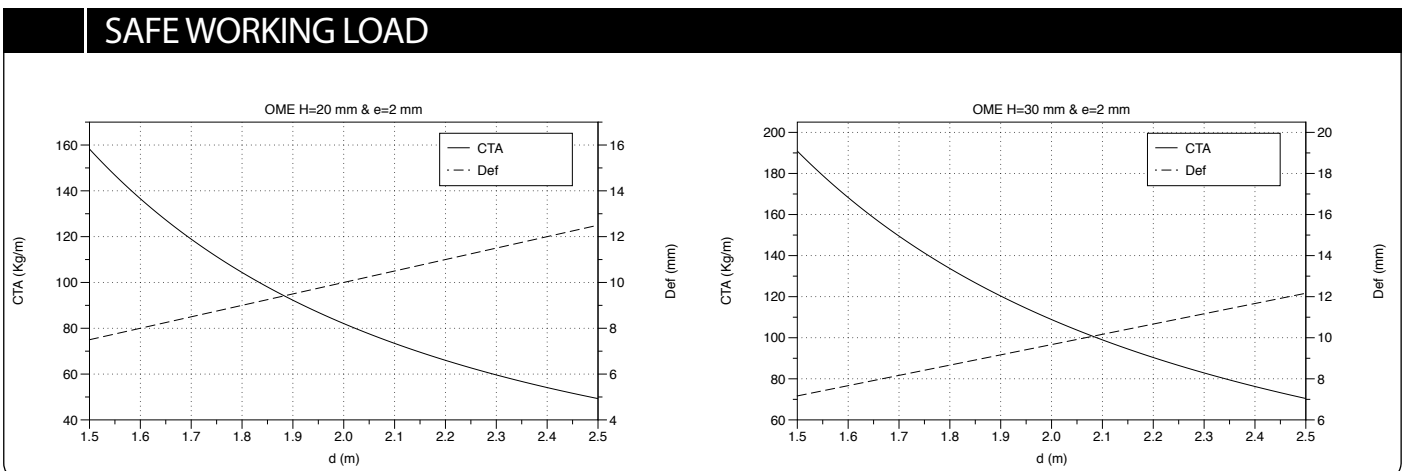 SAFE WORKING LOAD
OME H=20 mm & e=2 mm
CTA (Kg/m)
160
140
120
100
80
60
40
CTA
Def
16
14
12
10
8
6
4
Def (mm)
1.5 1.6 1.7 1.8 1.9 2.0 2.1 2.2 2.3 2.4 2.5
d (m)
OME H=30 mm & e=2 mm
CTA (Kg/m)
200
180
160
140
120
100
80
60
CTA
Def
20
18
16
14
12
10
8
6
Def (mm)
1.5 1.6 1.7 1.8 1.9 2.0 2.1 2.2 2.3 2.4 2.5
d (m)